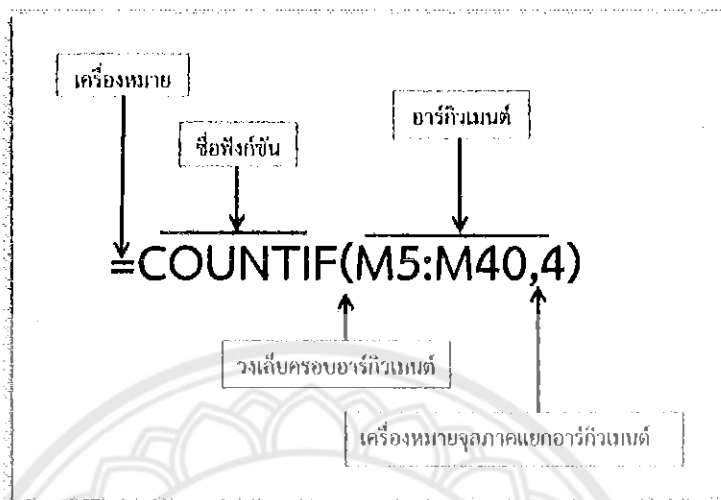 เครื่องหมาย
ชื่อฟังก์ชัน
อาร์กิวเมนต์
=COUNTIF(M5:M40,4)
วงเล็บครอบอาร์กิวเมนต์
เครื่องหมายจุลภาคแยกอาร์กิวเมนต์